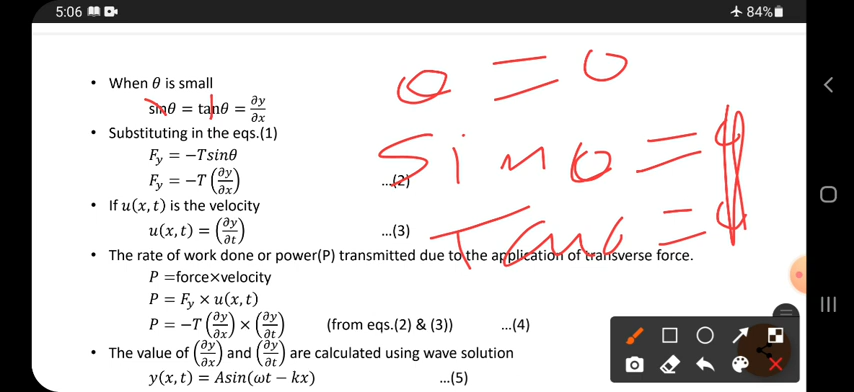 5:06
84%
• When θ is small
sinθ = tanθ = ∂y/∂x
• Substituting in the eqs.(1)
F_y = −Tsinθ
F_y = −T(∂y/∂x) ...(2)
• If u(x,t) is the velocity
u(x,t) = (∂y/∂t) ...(3)
• The rate of work done or power(P) transmitted due to the application of transverse force.
P =force×velocity
P = F_y × u(x,t)
P = −T(∂y/∂x) × (∂y/∂t) (from eqs.(2) & (3)) ...(4)
• The value of (∂y/∂x) and (∂y/∂t) are calculated using wave solution
y(x,t) = Asin(ωt − kx) ...(5)
θ = 0
Sinθ =
Tanθ =